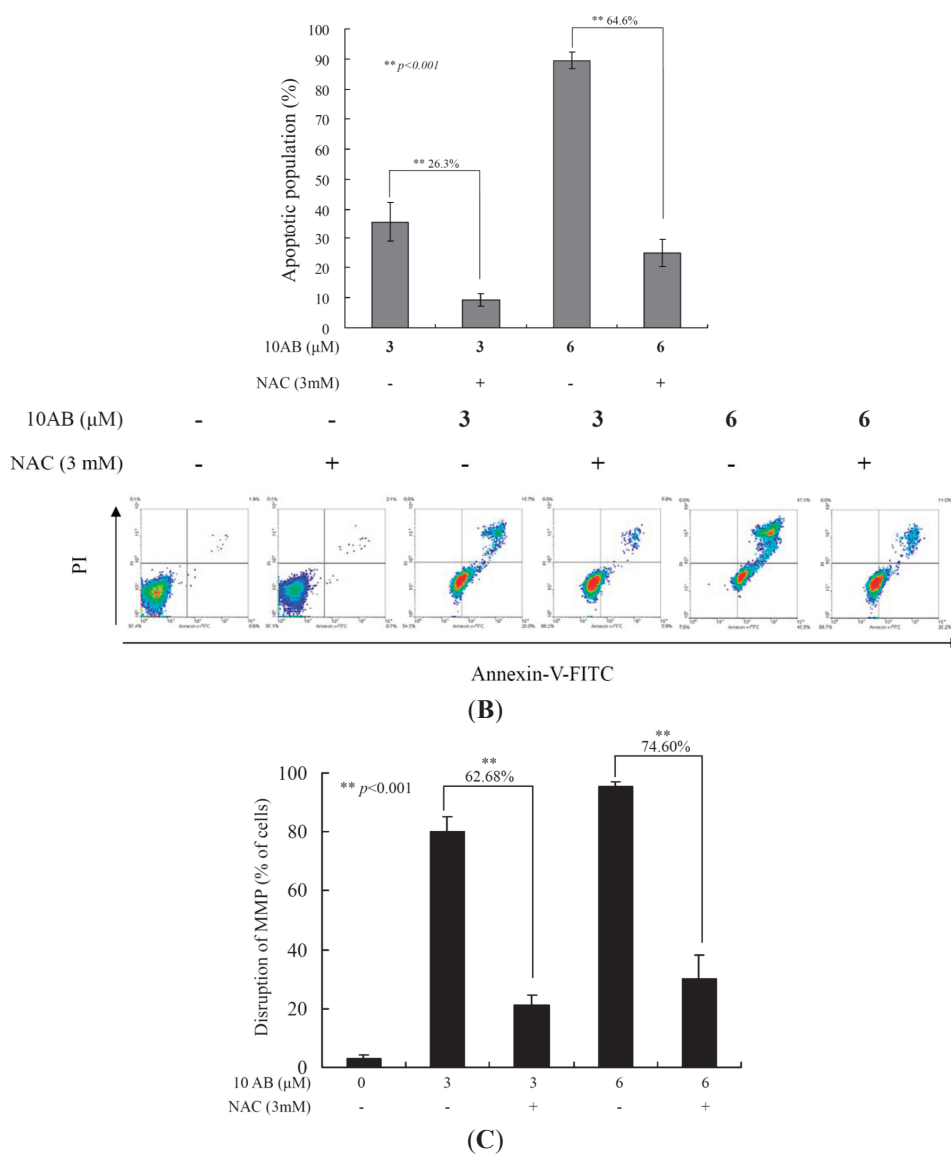 ** 64.6%
** p<0.001
** 26.3%
Apoptotic population (%)
100
90
80
70
60
50
40
30
20
10
0
10AB (μM) 3 3 6 6
NAC (3mM) - + - +
10AB (μM) - - 3 3 6 6
NAC (3 mM) - + - + - +
PI
Annexin-V-FITC
(B)
** **
62.68% 74.60%
** p<0.001
Disruption of MMP (% of cells)
100
80
60
40
20
0
10 AB (μM) 0 3 3 6 6
NAC (3mM) - - + - +
(C)